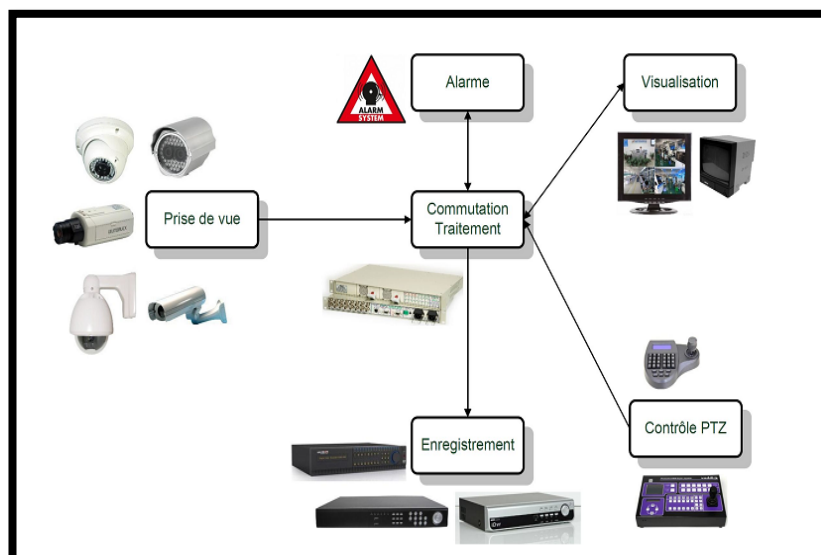 Alarme
Visualisation
ALARM
SYSTEM
Prise de vue
Commutation
Traitement
Enregistrement
Contrôle PTZ